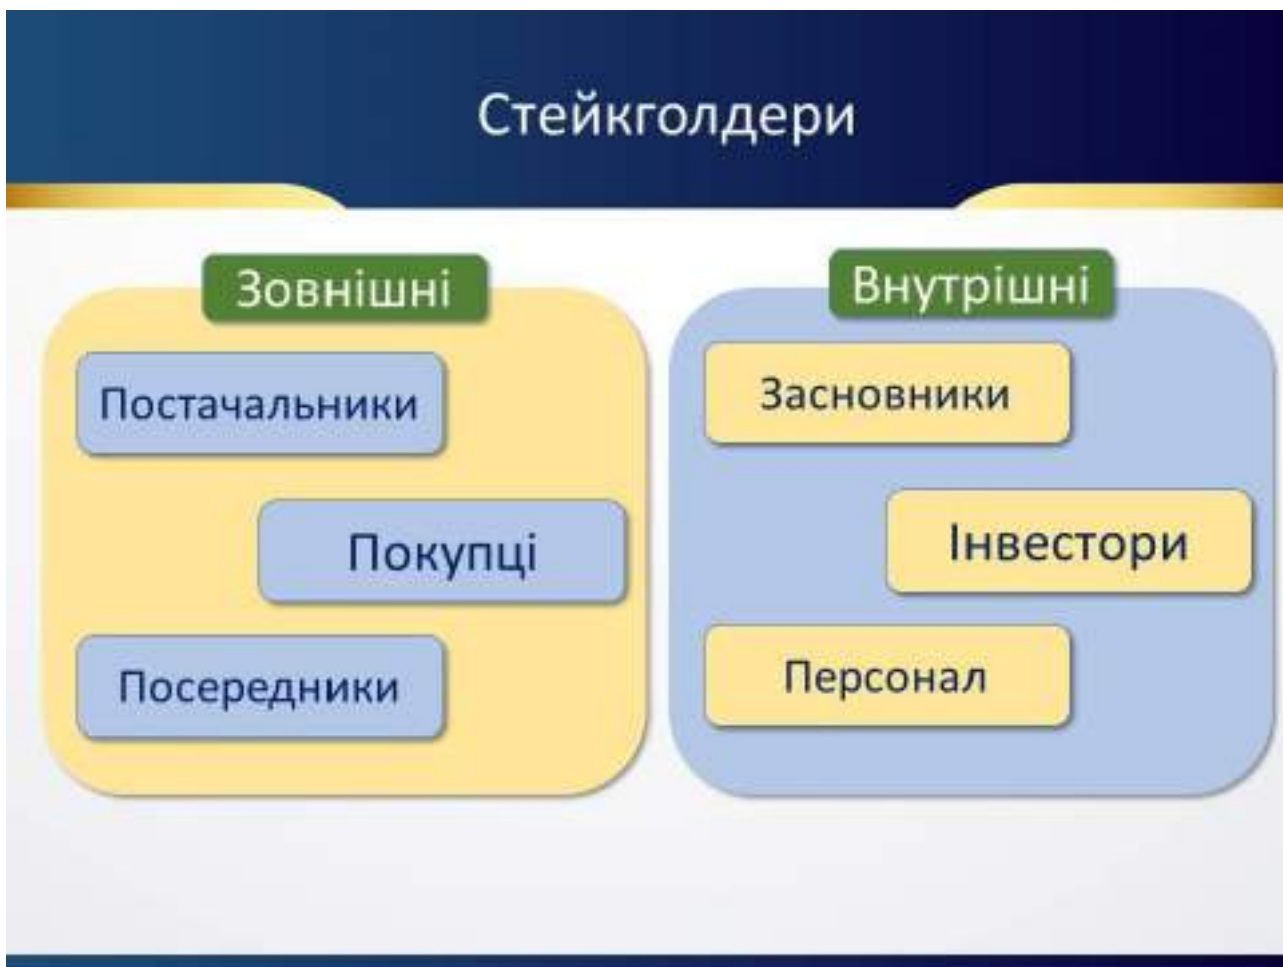 Стейкголдери
Зовнішні
Постачальники
Покупці
Посередники
Внутрішні
Засновники
Інвестори
Персонал